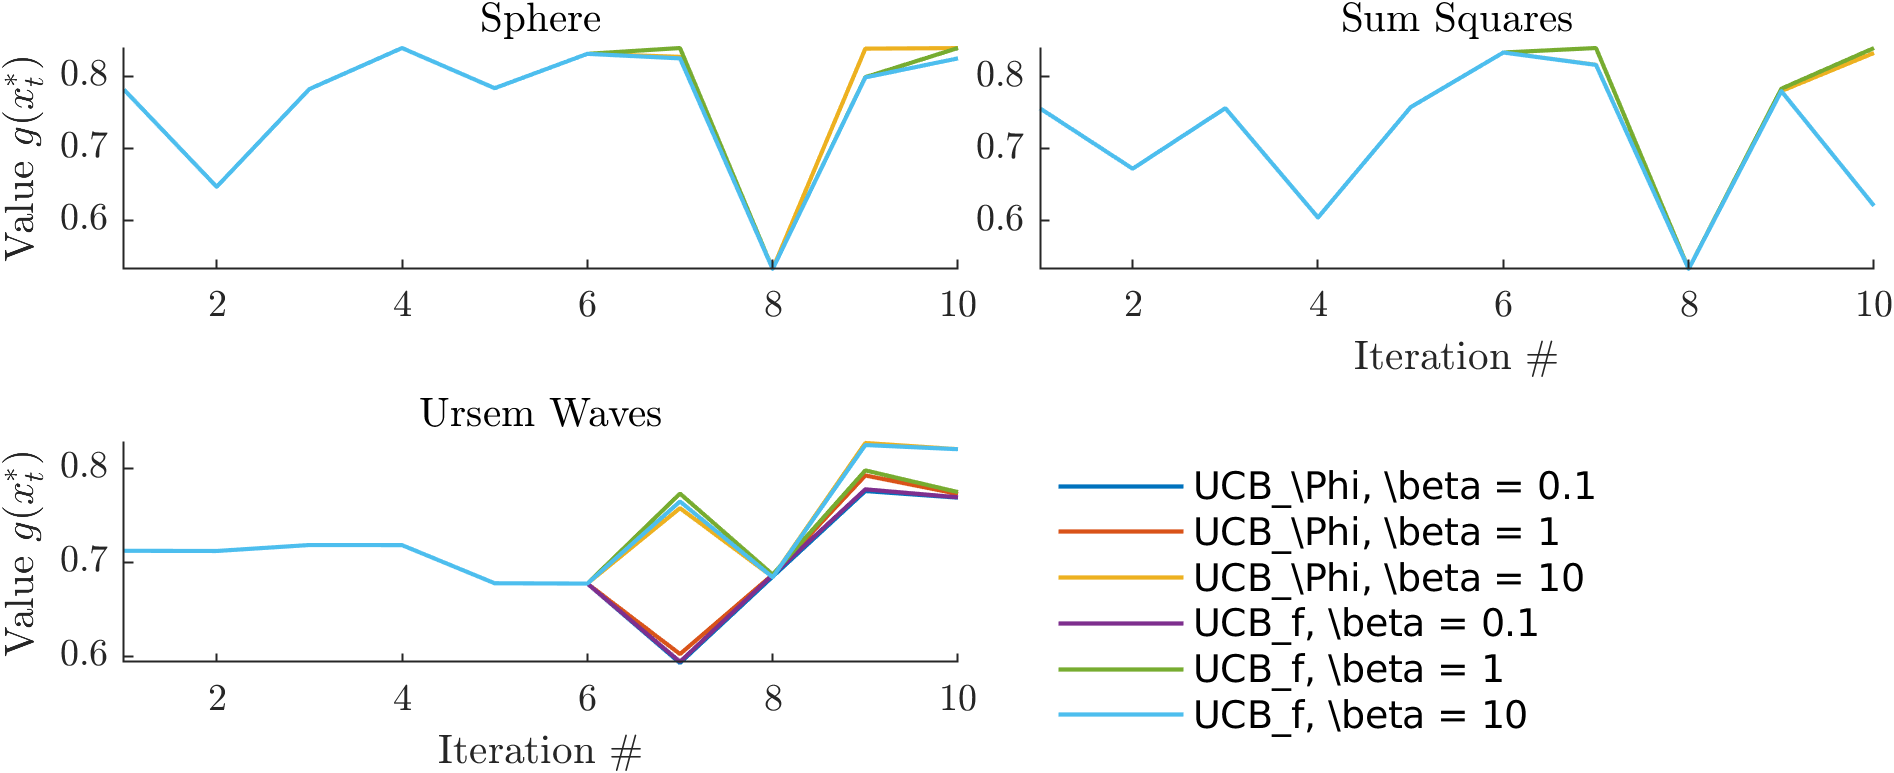 Sphere
Value g(x_t^*)
0.8
0.7
0.6
2 4 6 8 10
Sum Squares
0.8
0.7
0.6
2 4 6 8 10
Iteration #
Ursem Waves
Value g(x_t^*)
0.8
0.7
0.6
2 4 6 8 10
Iteration #
UCB_\Phi, \beta = 0.1
UCB_\Phi, \beta = 1
UCB_\Phi, \beta = 10
UCB_f, \beta = 0.1
UCB_f, \beta = 1
UCB_f, \beta = 10